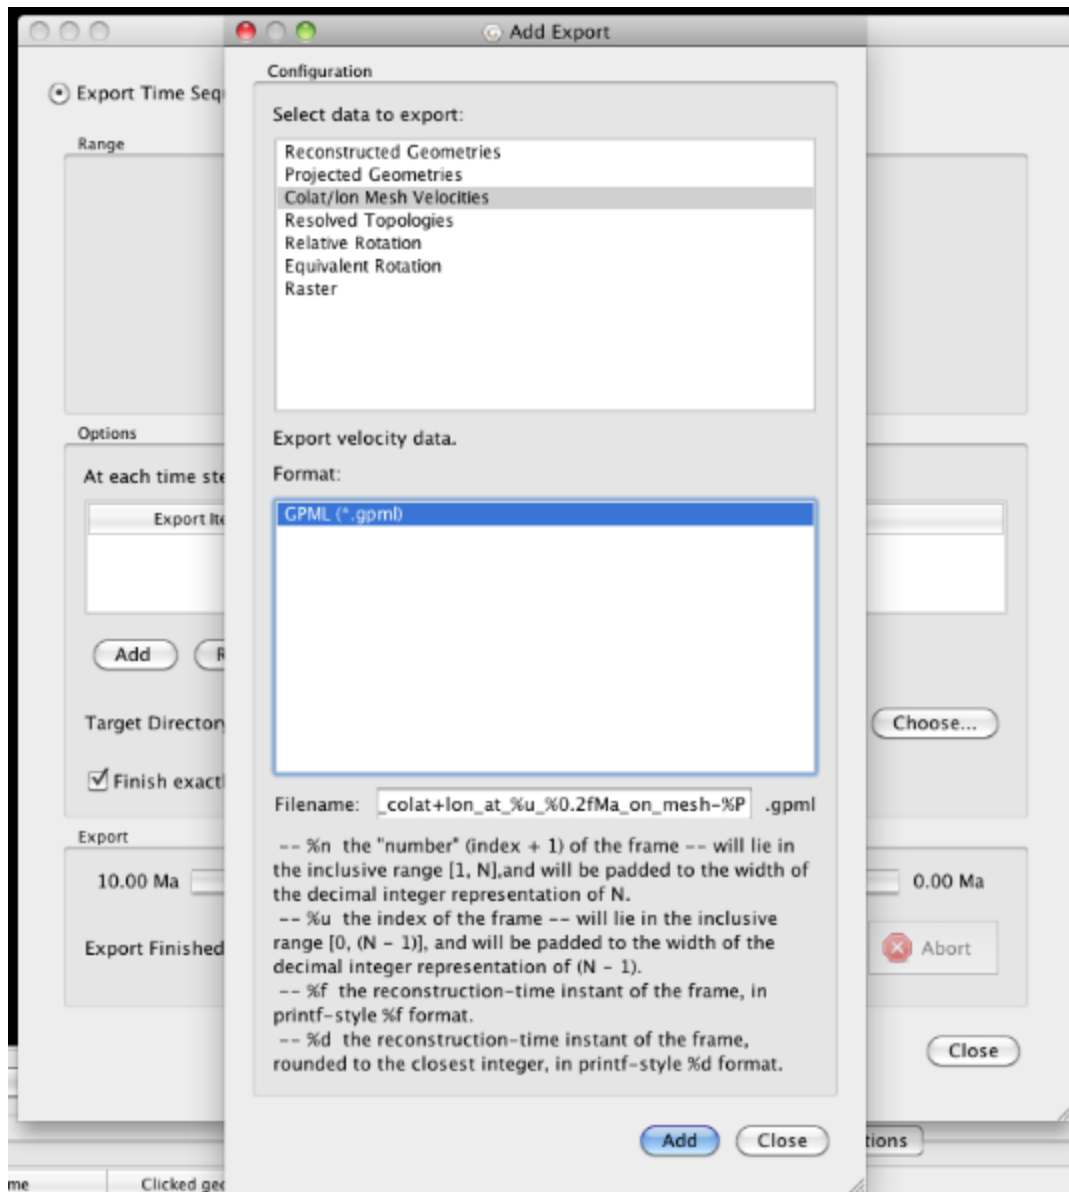 Add Export
Export Time Seq
Range
Options
At each time ste
Export Ite
Add
R
Target Director
Finish exactl
Export
10.00 Ma
Export Finished
Configuration
Select data to export:
Reconstructed Geometries
Projected Geometries
Colat/lon Mesh Velocities
Resolved Topologies
Relative Rotation
Equivalent Rotation
Raster
Export velocity data.
Format:
GPML (*.gpml)
Filename: _colat+lon_at_%u_%0.2fMa_on_mesh-%P .gpml
-- %n the "number" (index + 1) of the frame -- will lie in
the inclusive range [1, N],and will be padded to the width of
the decimal integer representation of N.
-- %u the index of the frame -- will lie in the inclusive
range [0, (N - 1)], and will be padded to the width of the
decimal integer representation of (N - 1).
-- %f the reconstruction-time instant of the frame, in
printf-style %f format.
-- %d the reconstruction-time instant of the frame,
rounded to the closest integer, in printf-style %d format.
Add Close
Choose...
0.00 Ma
Abort
Close
tions
me
Clicked geo